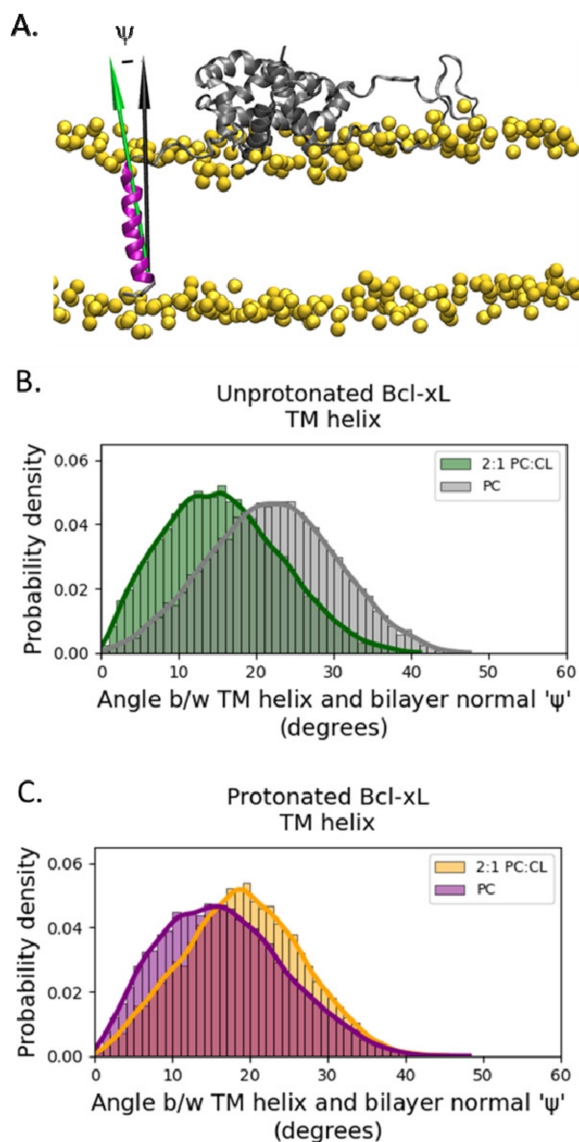 A.
ψ
B.
Unprotonated Bcl-xL
TM helix
2:1 PC:CL
PC
Probability density
0.06
0.04
0.02
0.00
0 10 20 30 40 50 60
Angle b/w TM helix and bilayer normal 'ψ'
(degrees)
C.
Protonated Bcl-xL
TM helix
2:1 PC:CL
PC
Probability density
0.06
0.04
0.02
0.00
0 10 20 30 40 50 60
Angle b/w TM helix and bilayer normal 'ψ'
(degrees)